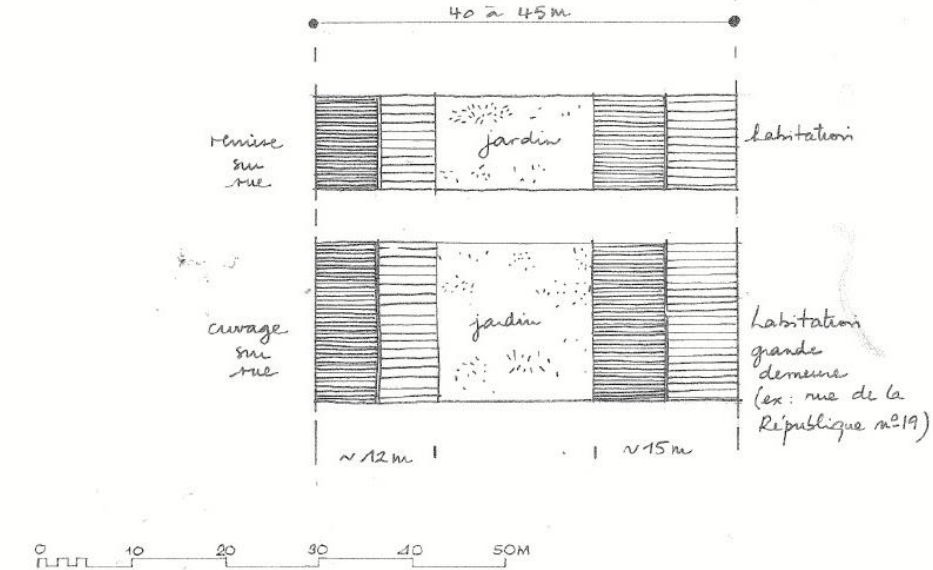 40 à 45m
remise
sur
rue
jardin
habitation
cuvage
sur
rue
jardin
habitation
grande
demeure
(ex : rue de la
République nº19)
~12m
~15m
0 10 20 30 40 50M